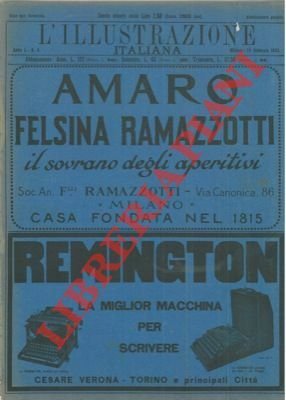 L'ILLUSTRAZIONE
ITALIANA
AMARO
FELSINA RAMAZZOTTI
il sovrano degli aperitivi
Soc. An. F.lli RAMAZZOTTI - Via Canonica, 86
• MILANO •
CASA FONDATA NEL 1815
REMINGTON
LA MIGLIOR MACCHINA
PER
SCRIVERE
CESARE VERONA - TORINO e principali Città
LIBRERIA PIANI